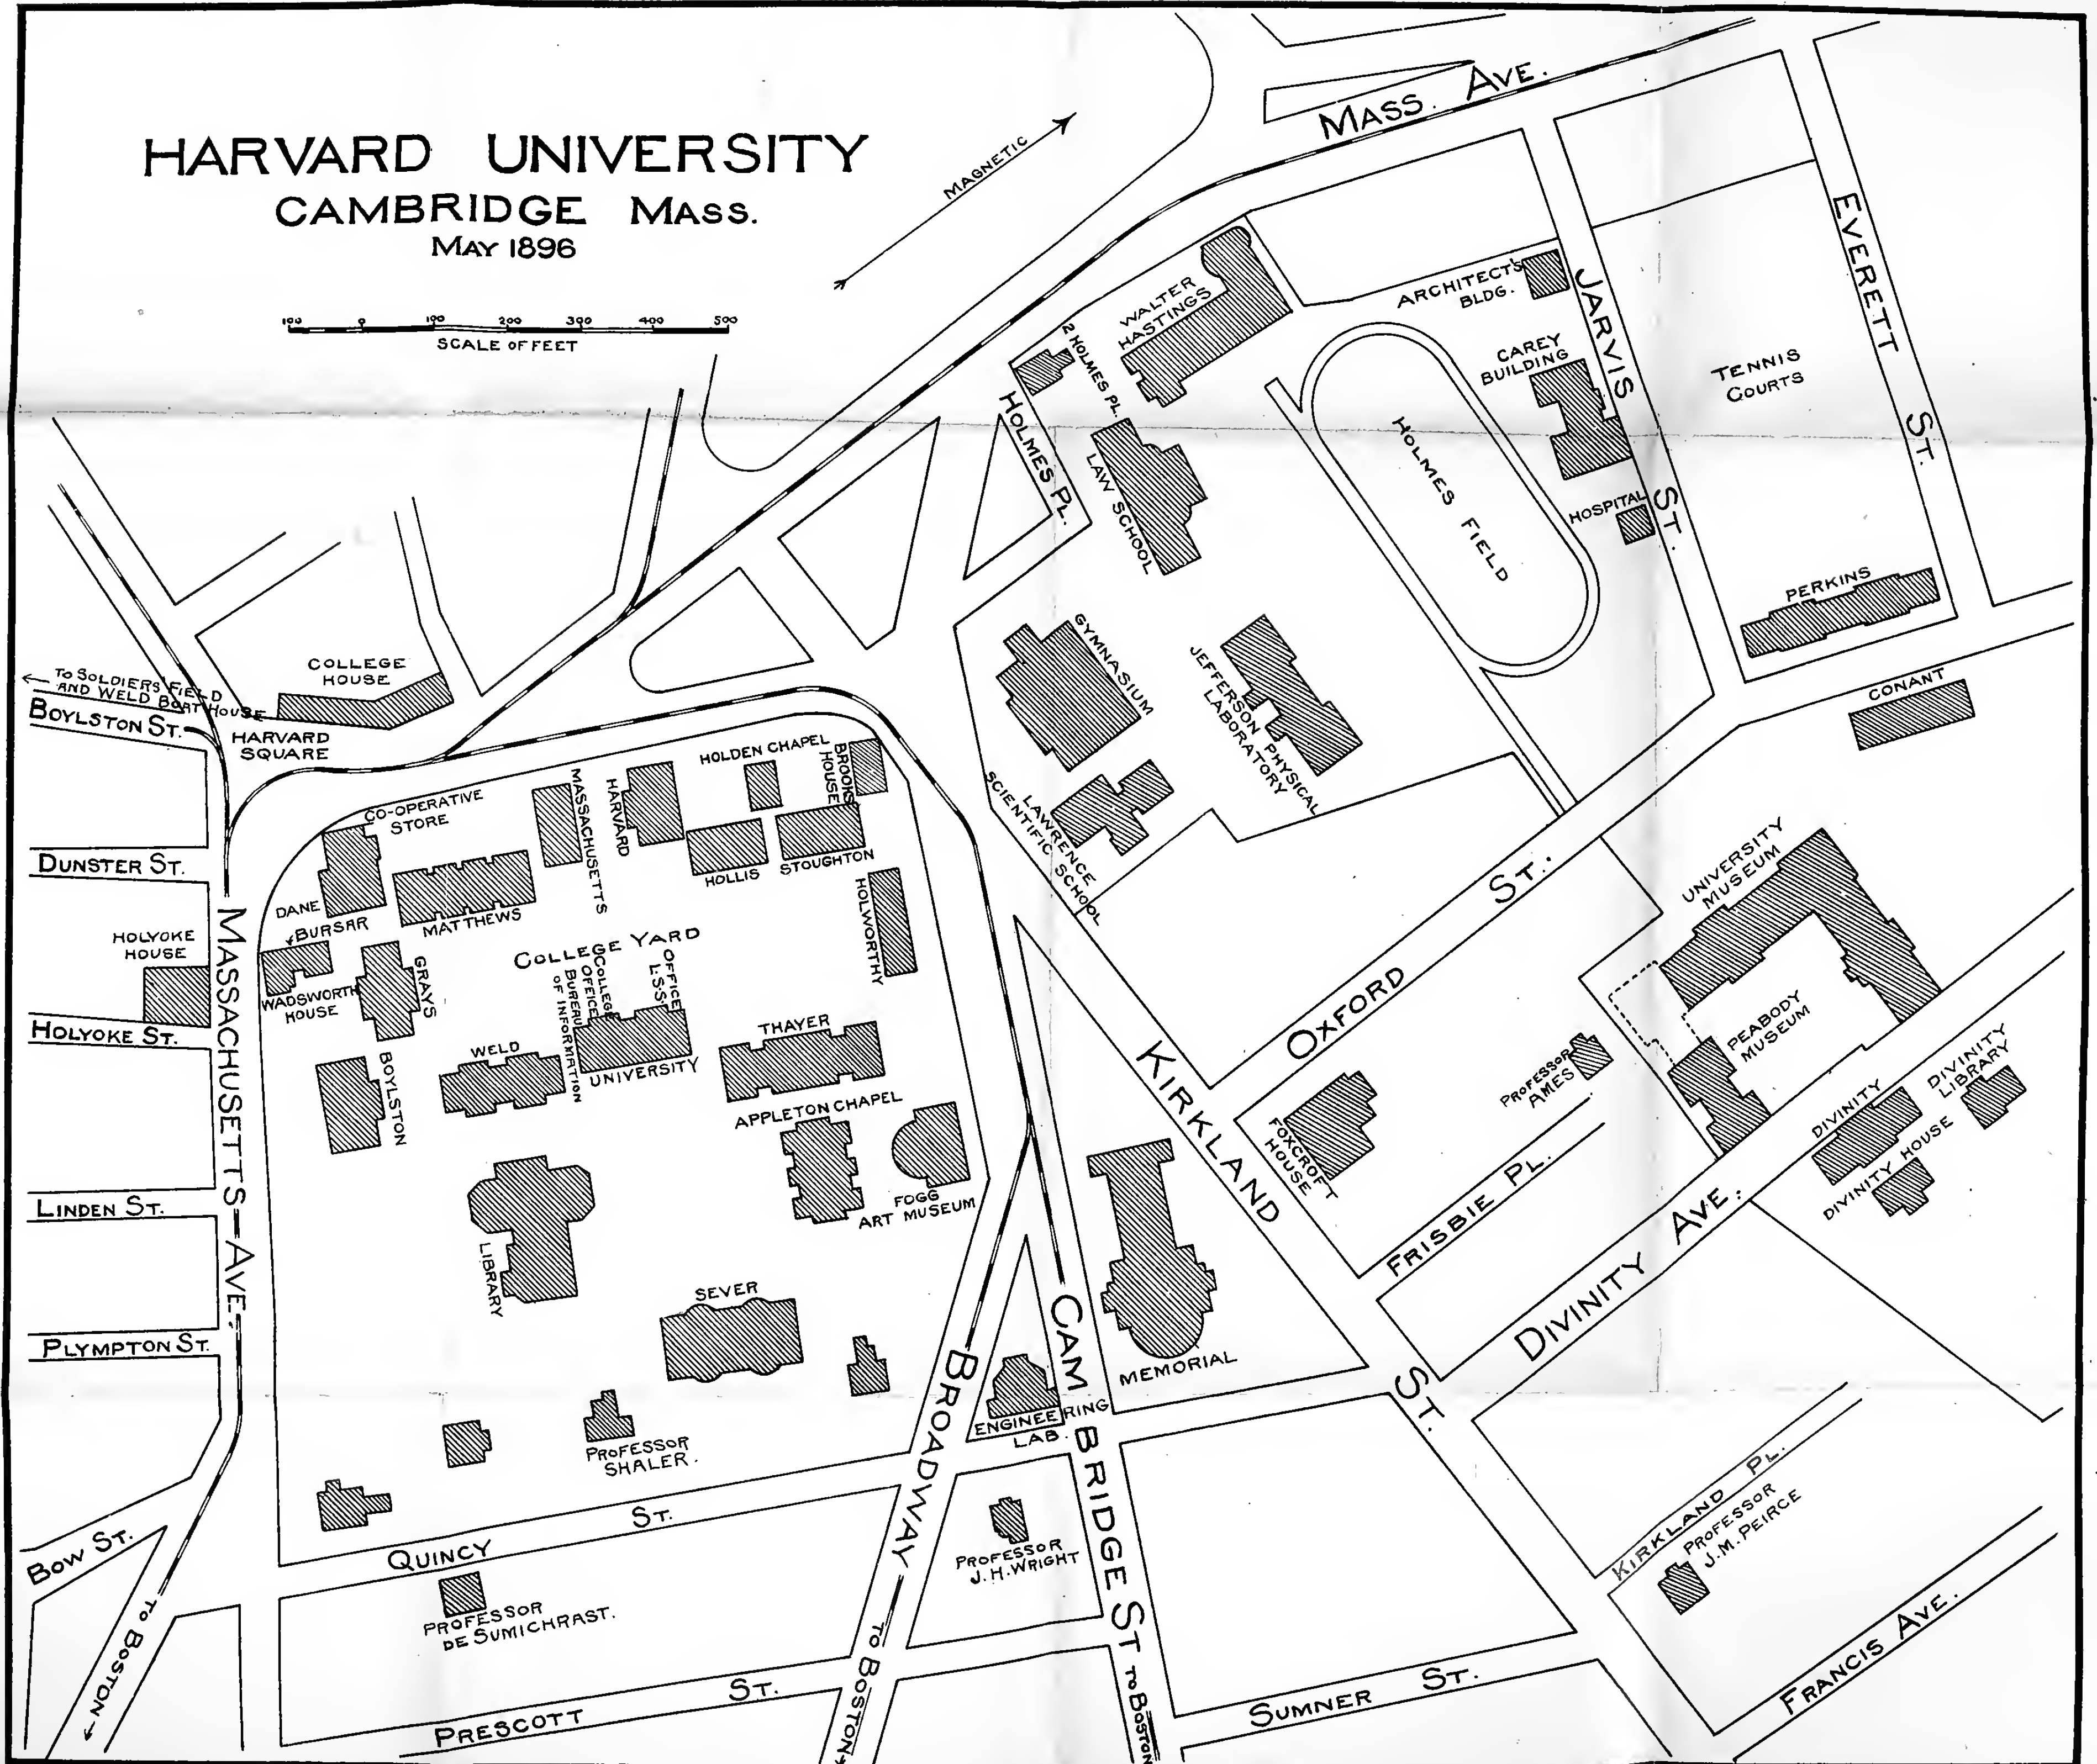 HARVARD UNIVERSITY
CAMBRIDGE MASS.
MAY 1896
100 0 100 200 300 400 500
SCALE OF FEET
MAGNETIC
MASS. AVE.
EVERETT ST.
JARVIS ST.
ARCHITECT'S
BLDG.
WALTER
HASTINGS
2 HOLMES PL.
HOLMES PL.
LAW SCHOOL
CAREY
BUILDING
TENNIS
COURTS
HOLMES FIELD
HOSPITAL
PERKINS
CONANT
GYMNASIUM
JEFFERSON PHYSICAL
LABORATORY
LAWRENCE
SCIENTIFIC SCHOOL
COLLEGE
HOUSE
← TO SOLDIERS' FIELD
AND WELD BOAT HOUSE
BOYLSTON ST.
HARVARD
SQUARE
HOLDEN CHAPEL
BROOKS
HOUSE
MASSACHUSETTS
HARVARD
CO-OPERATIVE
STORE
HOLLIS
STOUGHTON
DUNSTER ST.
DANE
BURSAR
MATTHEWS
HOLWORTHY
HOLYOKE
HOUSE
COLLEGE YARD
GRAYS
WADSWORTH
HOUSE
COLLEGE
OFFICE
BUREAU
OF INFORMATION
OFFICE
L.S.S.
HOLYOKE ST.
MASSACHUSETTS AVE.
BOYLSTON
WELD
UNIVERSITY
THAYER
APPLETON CHAPEL
FOGG
ART MUSEUM
LINDEN ST.
LIBRARY
SEVER
PLYMPTON ST.
UNIVERSITY
MUSEUM
OXFORD ST.
PEABODY
MUSEUM
PROFESSOR
AMES
DIVINITY
DIVINITY
LIBRARY
DIVINITY HOUSE
KIRKLAND ST.
FOXCROFT
HOUSE
FRISBIE PL.
DIVINITY AVE.
MEMORIAL
CAMBRIDGE ST
TO BOSTON
ENGINEERING
LAB.
BROADWAY
TO BOSTON
PROFESSOR
SHALER.
QUINCY ST.
BOW ST.
TO BOSTON →
PROFESSOR
DE SUMICHRAST.
PROFESSOR
J.H. WRIGHT
PRESCOTT ST.
SUMNER ST.
KIRKLAND PL.
PROFESSOR
J.M. PEIRCE
FRANCIS AVE.